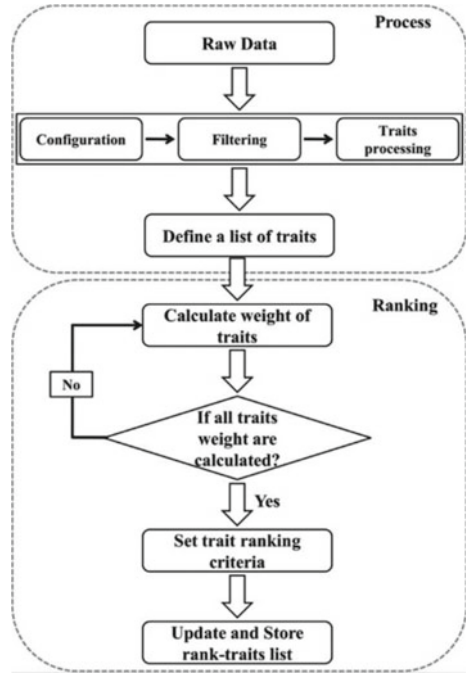 Process
Raw Data
Configuration
Filtering
Traits
processing
Define a list of traits
Ranking
Calculate weight of
traits
No
If all traits
weight are
calculated?
Yes
Set trait ranking
criteria
Update and Store
rank-traits list